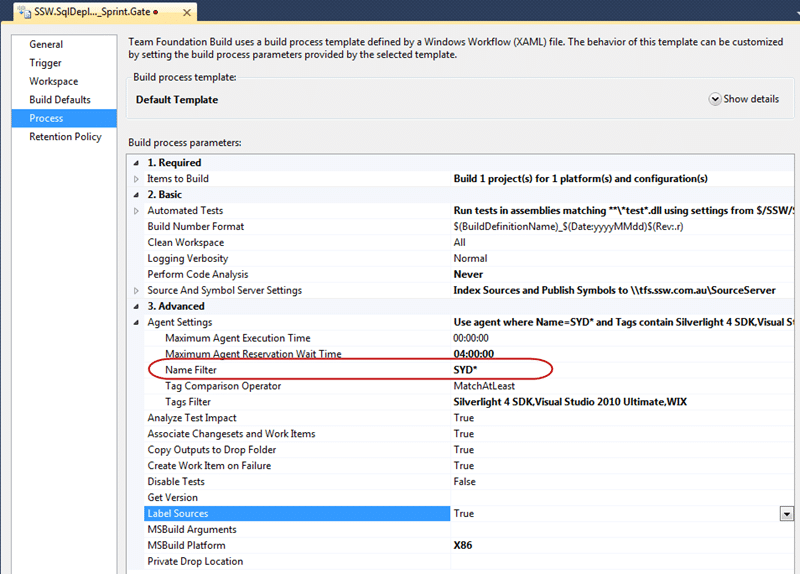 SSW.SqlDepl..._Sprint.Gate
General
Trigger
Workspace
Build Defaults
Process
Retention Policy
Team Foundation Build uses a build process template defined by a Windows Workflow (XAML) file. The behavior of this template can be customized
by setting the build process parameters provided by the selected template.
Build process template:
Default Template
Show details
Build process parameters:
1. Required
Items to Build Build 1 project(s) for 1 platform(s) and configuration(s)
2. Basic
Automated Tests Run tests in assemblies matching **\*test*.dll using settings from $/SSW/
Build Number Format $(BuildDefinitionName)_$(Date:yyyyMMdd)$(Rev:.r)
Clean Workspace All
Logging Verbosity Normal
Perform Code Analysis Never
Source And Symbol Server Settings Index Sources and Publish Symbols to \\tfs.ssw.com.au\SourceServer
3. Advanced
Agent Settings Use agent where Name=SYD* and Tags contain Silverlight 4 SDK,Visual Stu
Maximum Agent Execution Time 00:00:00
Maximum Agent Reservation Wait Time 04:00:00
Name Filter SYD*
Tag Comparison Operator MatchAtLeast
Tags Filter Silverlight 4 SDK,Visual Studio 2010 Ultimate,WIX
Analyze Test Impact True
Associate Changesets and Work Items True
Copy Outputs to Drop Folder True
Create Work Item on Failure True
Disable Tests False
Get Version
Label Sources True
MSBuild Arguments
MSBuild Platform X86
Private Drop Location